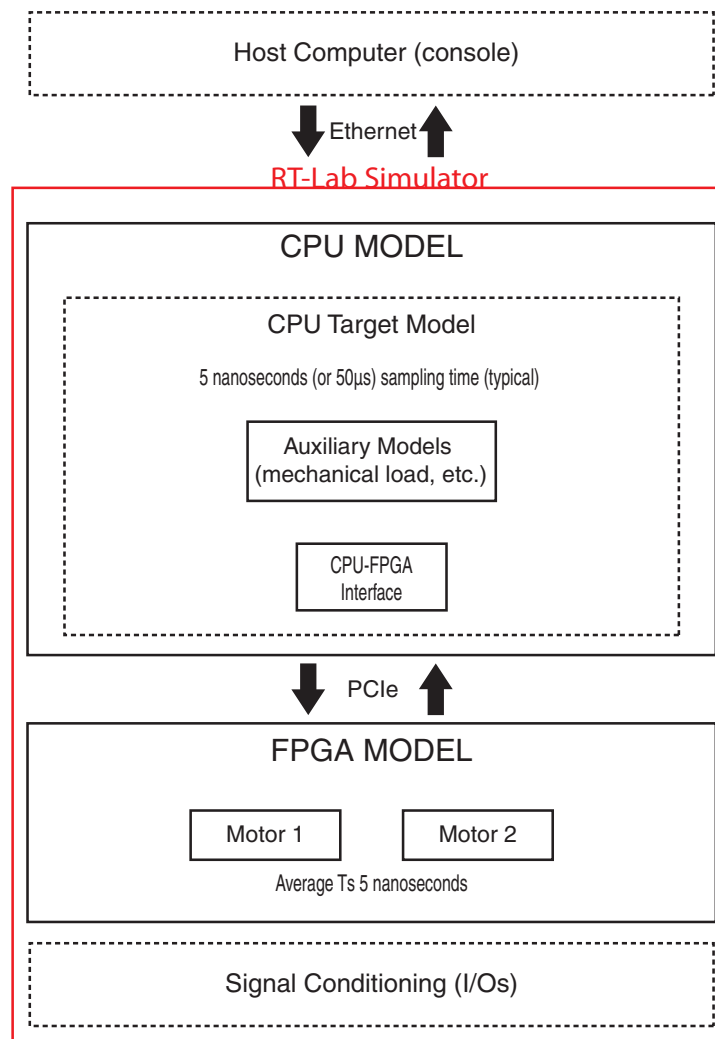 Host Computer (console)
Ethernet
RT-Lab Simulator
CPU MODEL
CPU Target Model
5 nanoseconds (or 50µs) sampling time (typical)
Auxiliary Models
(mechanical load, etc.)
CPU-FPGA
Interface
PCIe
FPGA MODEL
Motor 1
Motor 2
Average Ts 5 nanoseconds
Signal Conditioning (I/Os)